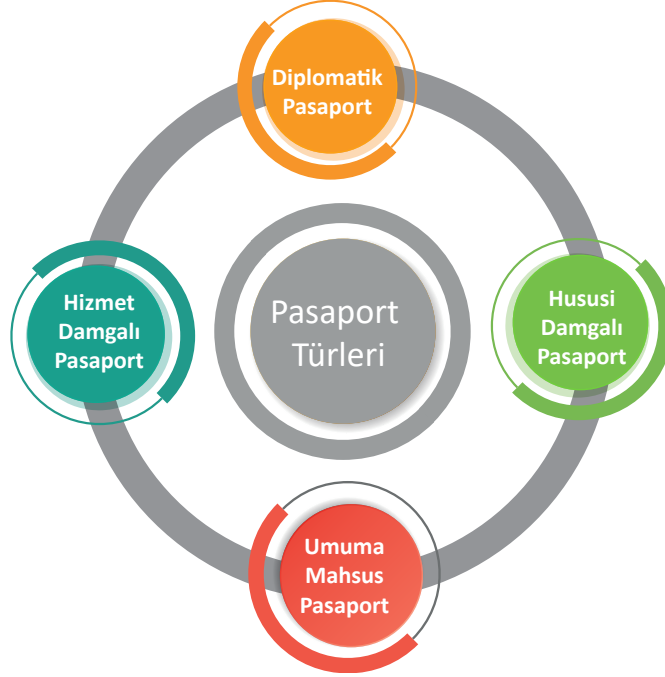 Diplomatik
Pasaport
Hizmet
Damgalı
Pasaport
Pasaport
Türleri
Hususi
Damgalı
Pasaport
Umuma
Mahsus
Pasaport